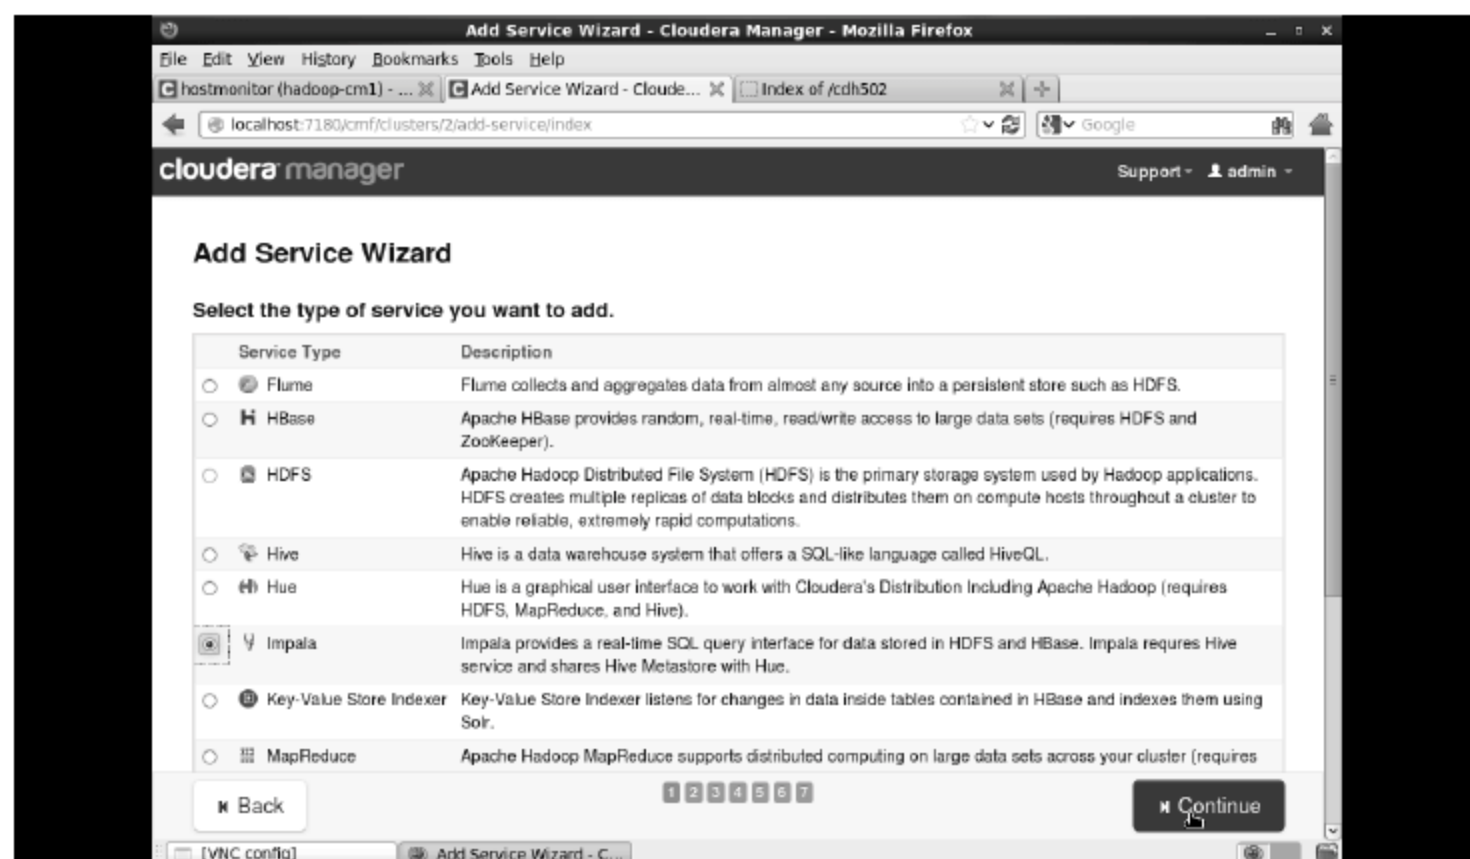 Add Service Wizard - Cloudera Manager - Mozilla Firefox
File Edit View History Bookmarks Tools Help
hostmonitor (hadoop-cm1) - ... Add Service Wizard - Cloude... Index of /cdh502
localhost:7180/cmf/clusters/2/add-service/index Google
cloudera manager Support admin
Add Service Wizard
Select the type of service you want to add.
Service Type Description
Flume Flume collects and aggregates data from almost any source into a persistent store such as HDFS.
HBase Apache HBase provides random, real-time, read/write access to large data sets (requires HDFS and
ZooKeeper).
HDFS Apache Hadoop Distributed File System (HDFS) is the primary storage system used by Hadoop applications.
HDFS creates multiple replicas of data blocks and distributes them on compute hosts throughout a cluster to
enable reliable, extremely rapid computations.
Hive Hive is a data warehouse system that offers a SQL-like language called HiveQL.
Hue Hue is a graphical user interface to work with Cloudera's Distribution Including Apache Hadoop (requires
HDFS, MapReduce, and Hive).
Impala Impala provides a real-time SQL query interface for data stored in HDFS and HBase. Impala requres Hive
service and shares Hive Metastore with Hue.
Key-Value Store Indexer Key-Value Store Indexer listens for changes in data inside tables contained in HBase and indexes them using
Solr.
MapReduce Apache Hadoop MapReduce supports distributed computing on large data sets across your cluster (requires
Back 1 2 3 4 5 6 7 Continue
[VNC config] Add Service Wizard - C...